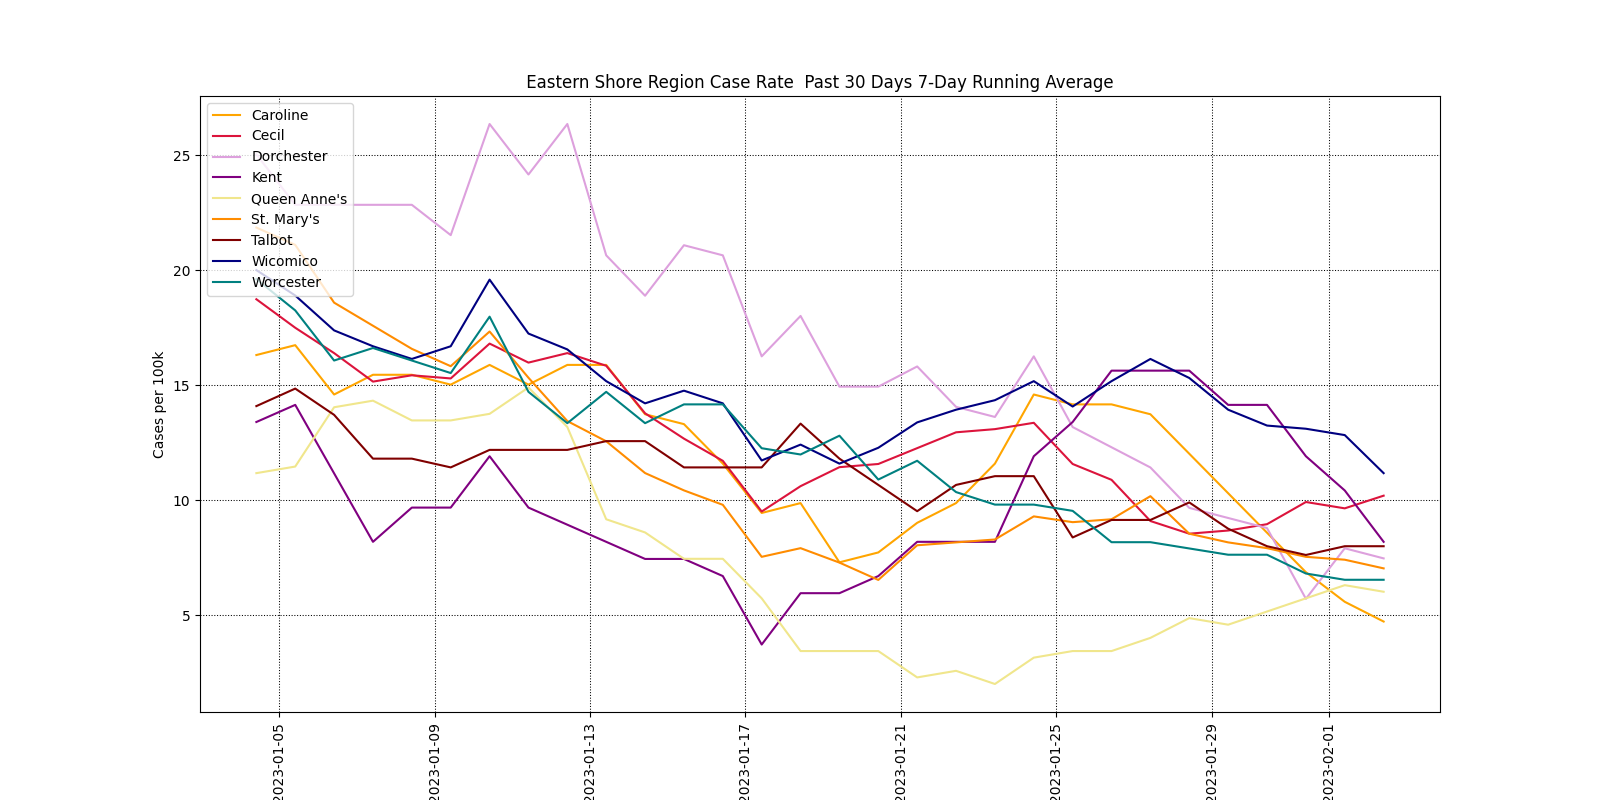 Eastern Shore Region Case Rate  Past 30 Days 7-Day Running Average
Cases per 100k
25
20
15
10
5
Caroline
Cecil
Dorchester
Kent
Queen Anne's
St. Mary's
Talbot
Wicomico
Worcester
2023-01-05
2023-01-09
2023-01-13
2023-01-17
2023-01-21
2023-01-25
2023-01-29
2023-02-01